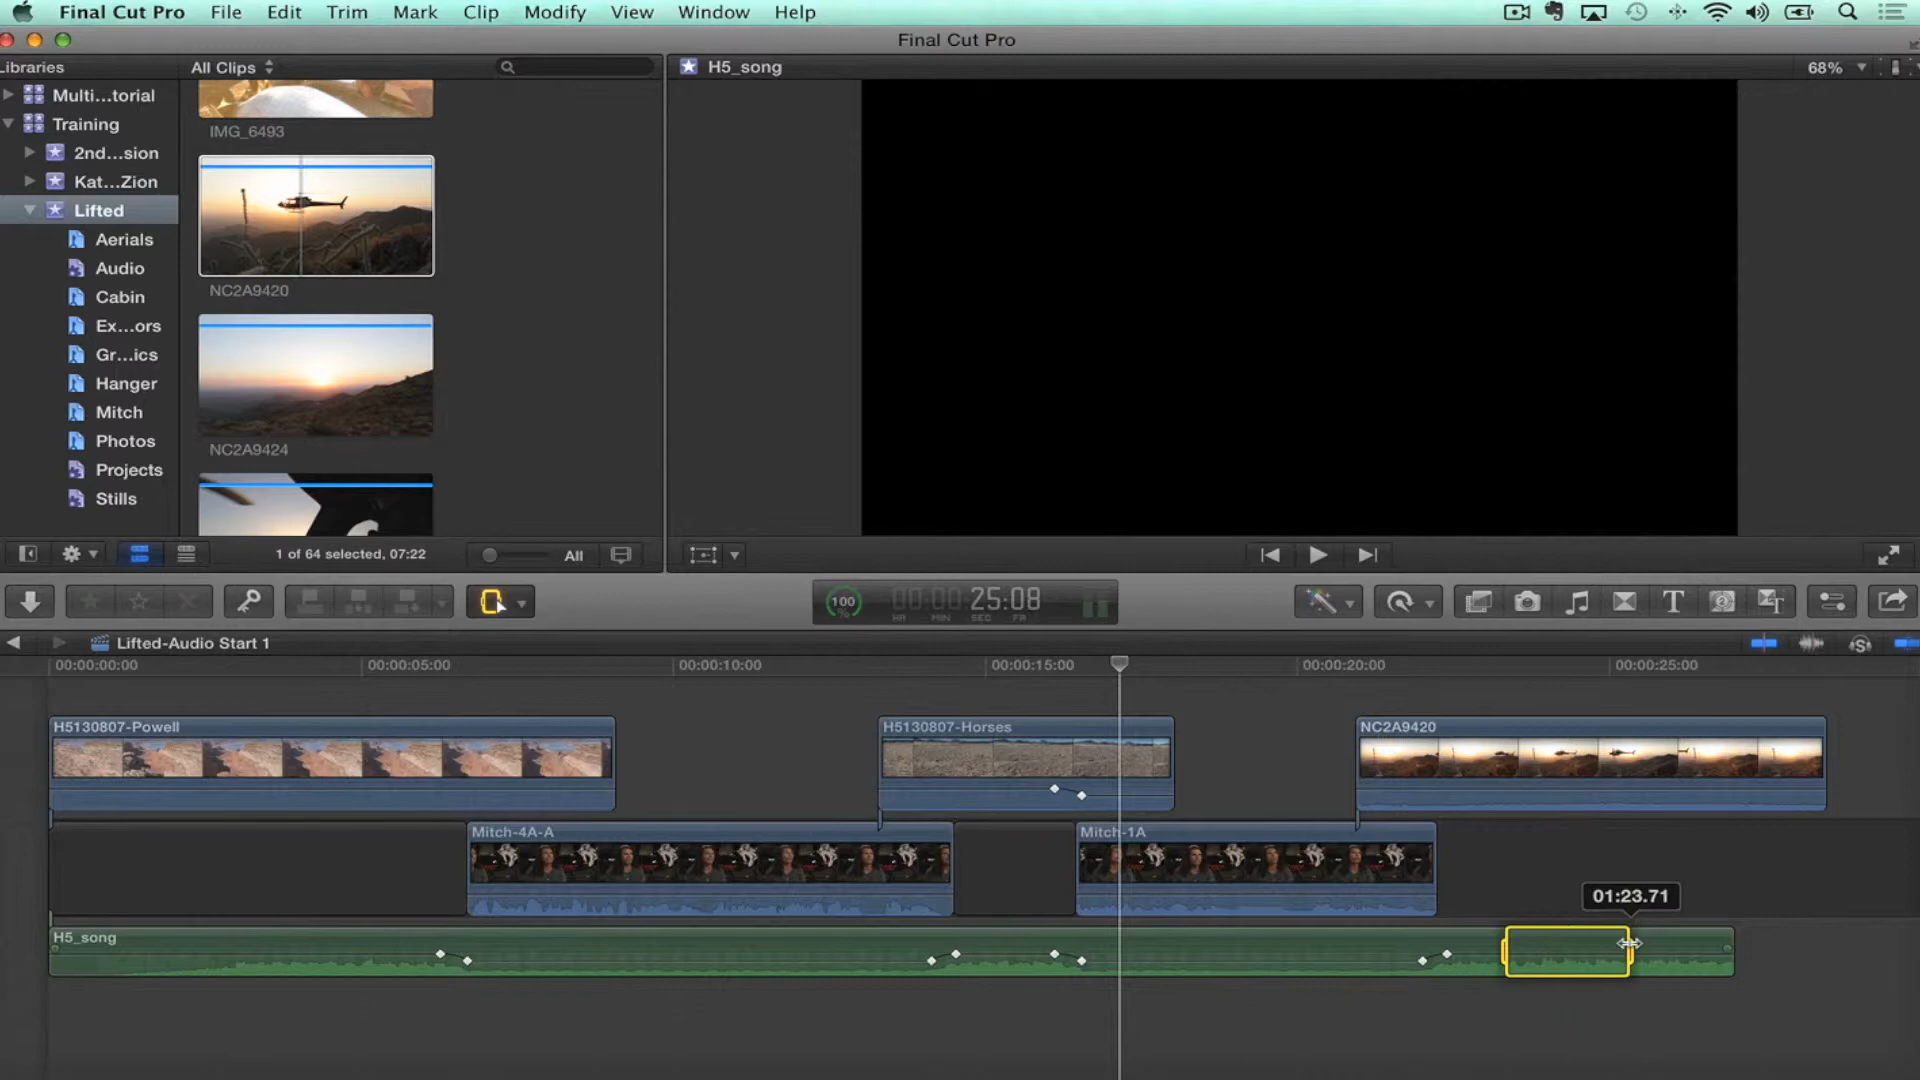 Final Cut Pro File Edit Trim Mark Clip Modify View Window Help
Final Cut Pro
Libraries
All Clips
H5_song
68%
Multi...torial
Training
2nd...sion
Kat...Zion
Lifted
Aerials
Audio
Cabin
Ex...ors
Gr...ics
Hanger
Mitch
Photos
Projects
Stills
IMG_6493
NC2A9420
NC2A9424
1 of 64 selected, 07:22
All
100
%
00:00:25:08
HR MIN SEC FR
T
2
T
Lifted-Audio Start 1
S
00:00:00:00 00:00:05:00 00:00:10:00 00:00:15:00 00:00:20:00 00:00:25:00
H5130807-Powell
H5130807-Horses
NC2A9420
Mitch-4A-A
Mitch-1A
01:23.71
H5_song